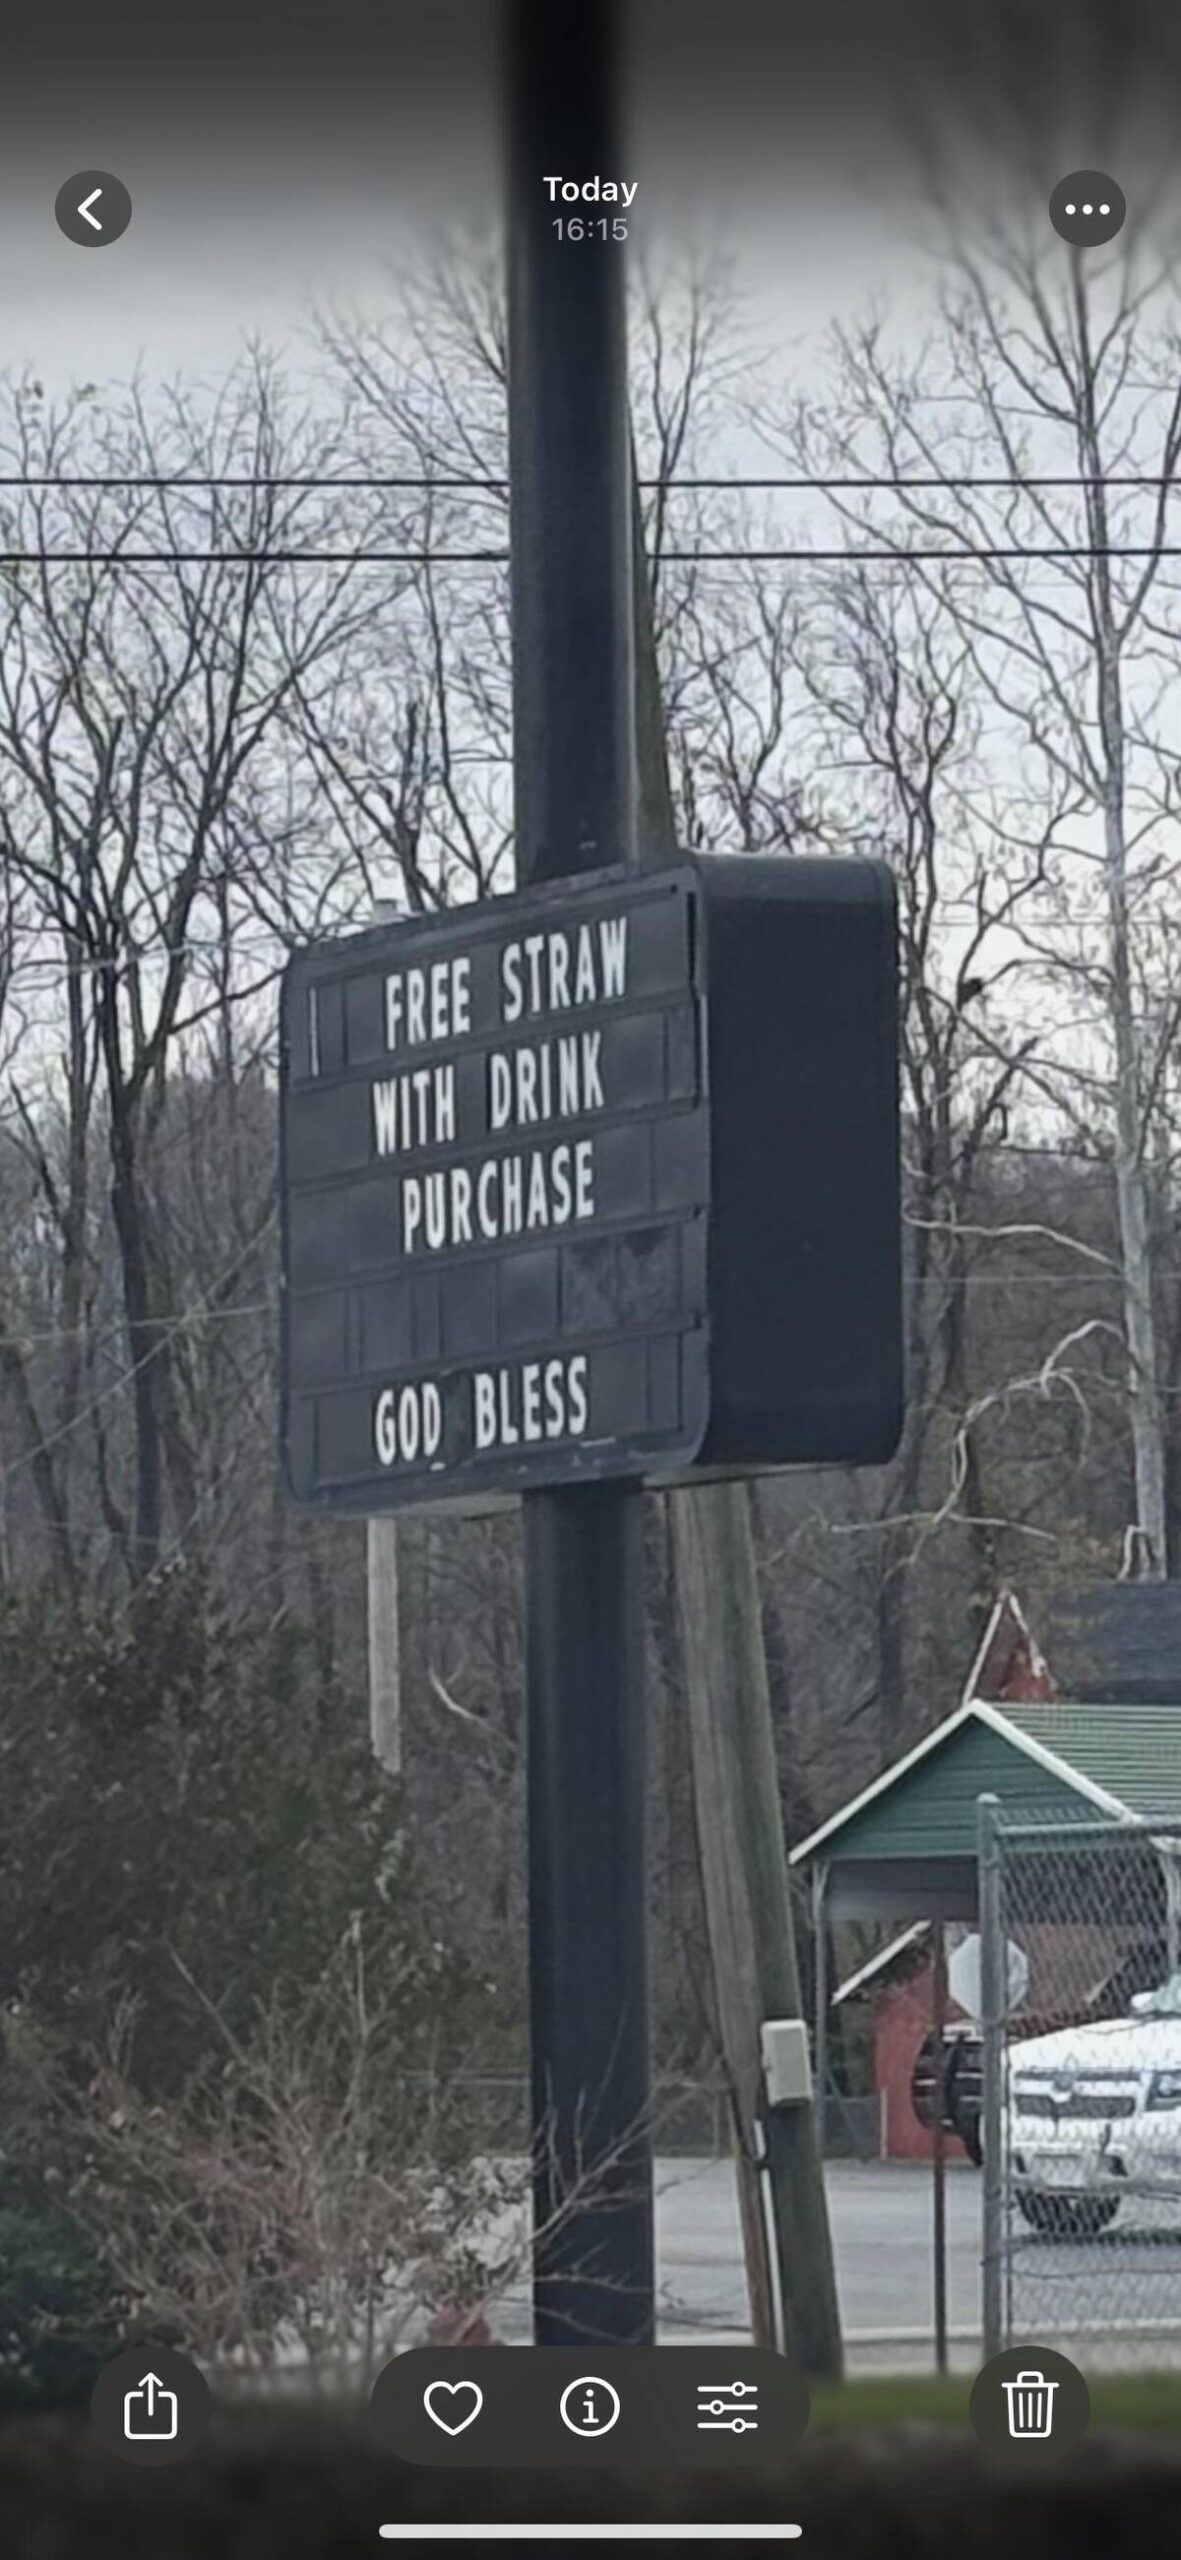 Today
16:15
FREE STRAW
WITH DRINK
PURCHASE
GOD BLESS